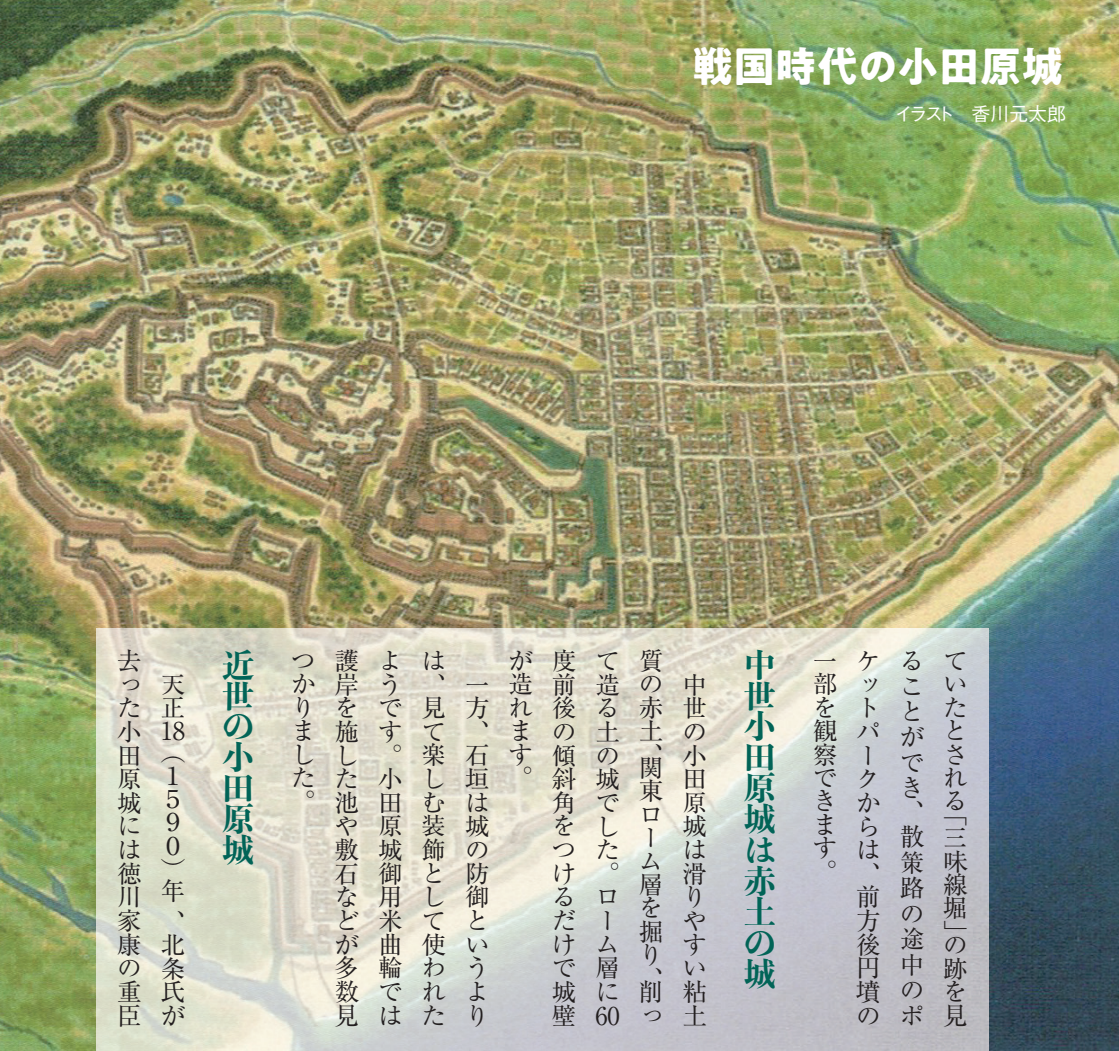 戦国時代の小田原城
イラスト　香川元太郎
ていたとされる「三味線堀」の跡を見
ることができ、散策路の途中のポ
ケットパークからは、前方後円墳の
一部を観察できます。
中世小田原城は赤土の城
　中世の小田原城は滑りやすい粘土
質の赤土、関東ローム層を掘り、削っ
て造る土の城でした。ローム層に60
度前後の傾斜角をつけるだけで城壁
が造れます。
　一方、石垣は城の防御というより
は、見て楽しむ装飾として使われた
ようです。小田原城御用米曲輪では
護岸を施した池や敷石などが多数見
つかりました。
近世の小田原城
　天正18（1590）年、北条氏が
去った小田原城には徳川家康の重臣